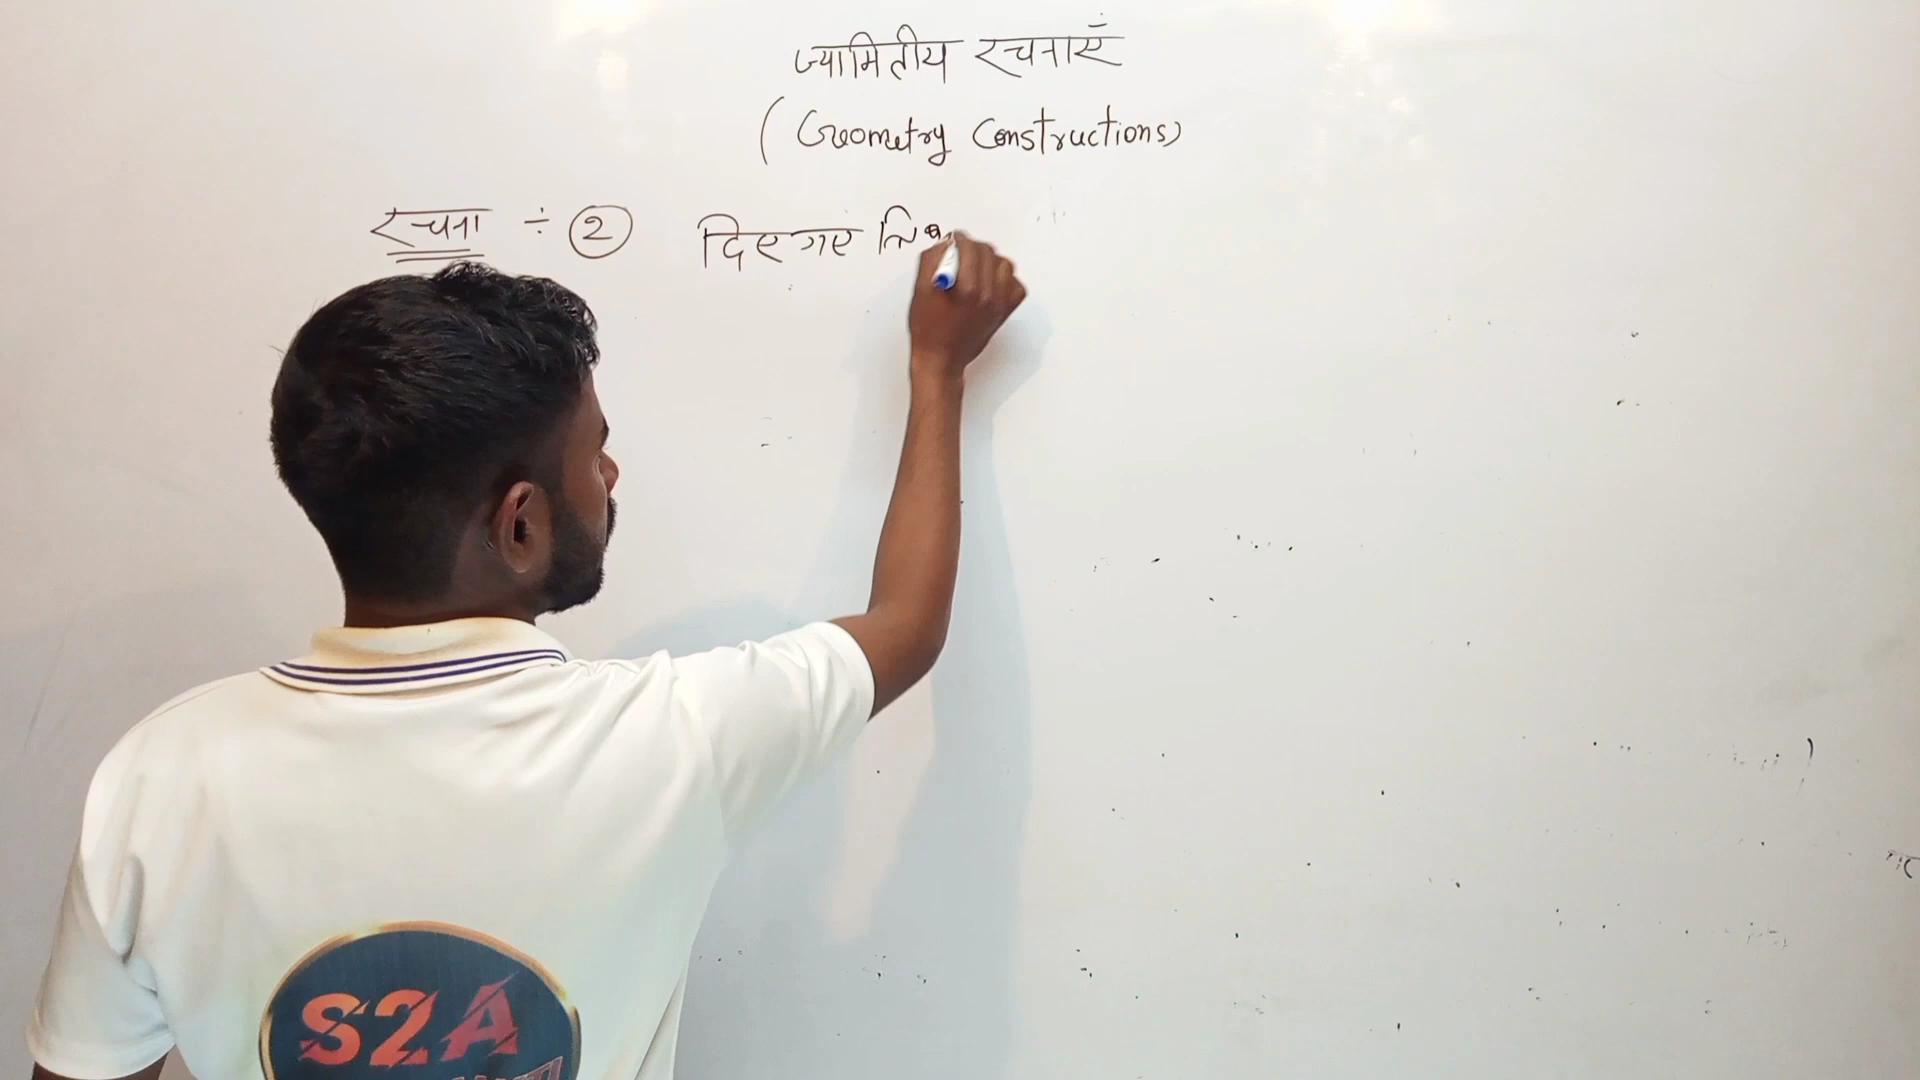 ज्यामितीय रचनाएँ
(Geometry Constructions)
रचना ÷ 2 दिए गए
S2A